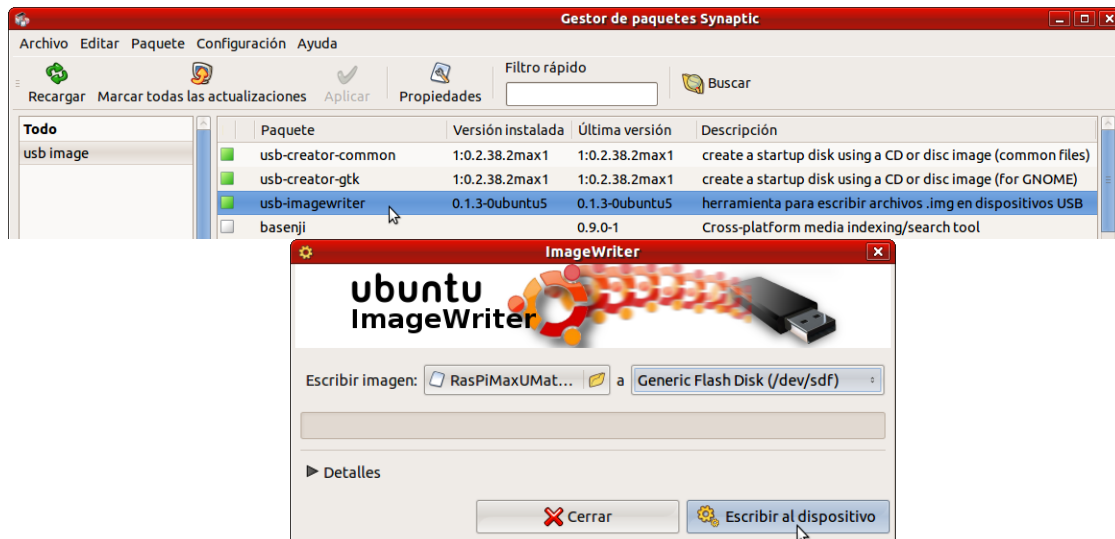 Gestor de paquetes Synaptic
Archivo Editar Paquete Configuración Ayuda
Recargar Marcar todas las actualizaciones Aplicar Propiedades Filtro rápido Buscar
Todo Paquete Versión instalada Última versión Descripción
usb image usb-creator-common 1:0.2.38.2max1 1:0.2.38.2max1 create a startup disk using a CD or disc image (common files)
usb-creator-gtk 1:0.2.38.2max1 1:0.2.38.2max1 create a startup disk using a CD or disc image (for GNOME)
usb-imagewriter 0.1.3-0ubuntu5 0.1.3-0ubuntu5 herramienta para escribir archivos .img en dispositivos USB
basenji 0.9.0-1 Cross-platform media indexing/search tool
ImageWriter
ubuntu
ImageWriter
Escribir imagen: RasPiMaxUMat... a Generic Flash Disk (/dev/sdf)
Detalles
Cerrar Escribir al dispositivo